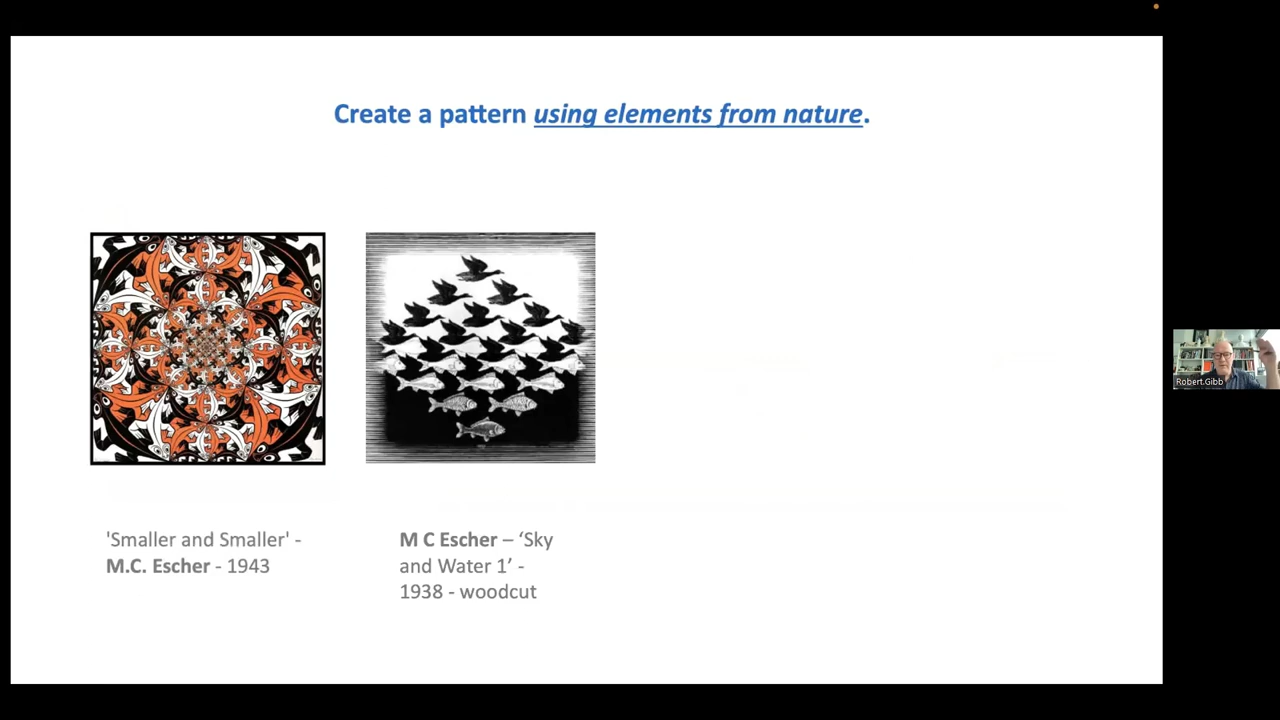 Create a pattern using elements from nature.
'Smaller and Smaller' -
M.C. Escher - 1943
M C Escher – ‘Sky
and Water 1’ -
1938 - woodcut
Robert.Gibb